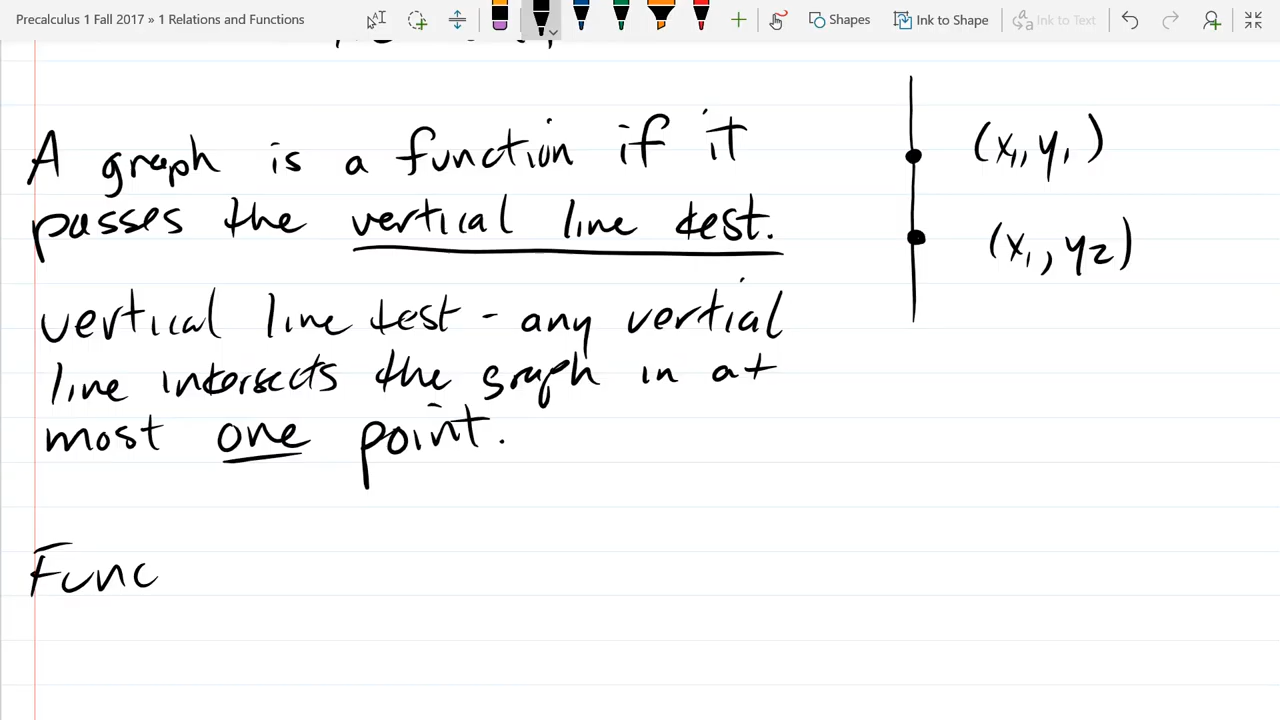 Precalculus 1 Fall 2017 » 1 Relations and Functions
Shapes
Ink to Shape
Ink to Text
A graph is a function if it
passes the vertical line test.
vertical line test - any vertial
line intersects the graph in at
most one point.
Func
(x₁, y₁)
(x₁, y₂)